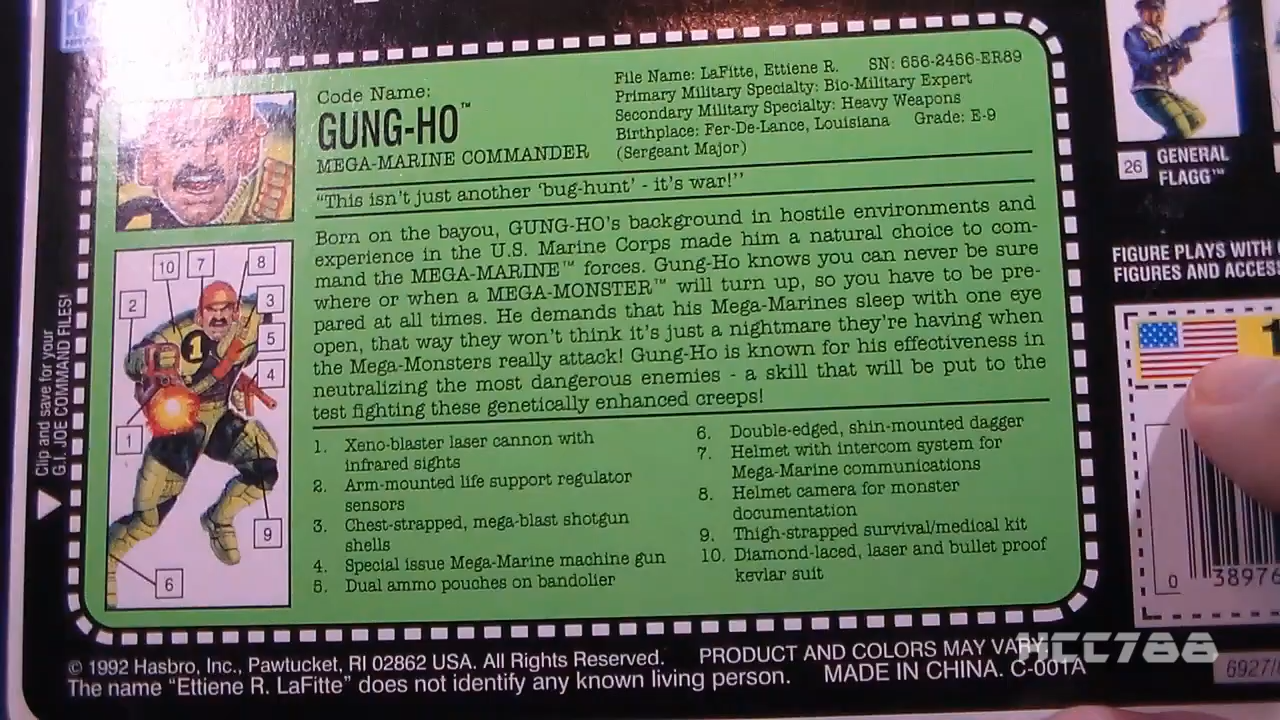 Code Name:
GUNG-HO™
MEGA-MARINE COMMANDER
File Name: LaFitte, Ettiene R. SN: 656-2456-ER89
Primary Military Specialty: Bio-Military Expert
Secondary Military Specialty: Heavy Weapons
Birthplace: Fer-De-Lance, Louisiana Grade: E-9
(Sergeant Major)
"This isn't just another 'bug-hunt' - it's war!"
Born on the bayou, GUNG-HO's background in hostile environments and
experience in the U.S. Marine Corps made him a natural choice to com-
mand the MEGA-MARINE™ forces. Gung-Ho knows you can never be sure
where or when a MEGA-MONSTER™ will turn up, so you have to be pre-
pared at all times. He demands that his Mega-Marines sleep with one eye
open, that way they won't think it's just a nightmare they're having when
the Mega-Monsters really attack! Gung-Ho is known for his effectiveness in
neutralizing the most dangerous enemies - a skill that will be put to the
test fighting these genetically enhanced creeps!
10 7 8
2
3
5
4
1
9
6
1
1. Xeno-blaster laser cannon with
infrared sights
2. Arm-mounted life support regulator
sensors
3. Chest-strapped, mega-blast shotgun
shells
4. Special issue Mega-Marine machine gun
5. Dual ammo pouches on bandolier
6. Double-edged, shin-mounted dagger
7. Helmet with intercom system for
Mega-Marine communications
8. Helmet camera for monster
documentation
9. Thigh-strapped survival/medical kit
10. Diamond-laced, laser and bullet proof
kevlar suit
Clip and save for your
G.I. JOE COMMAND FILES!
© 1992 Hasbro, Inc., Pawtucket, RI 02862 USA. All Rights Reserved.
The name "Ettiene R. LaFitte" does not identify any known living person.
PRODUCT AND COLORS MAY VARY.
MADE IN CHINA. C-001A
26 GENERAL
FLAGG™
FIGURE PLAYS WITH
FIGURES AND
0 38976
6927/
HCC788